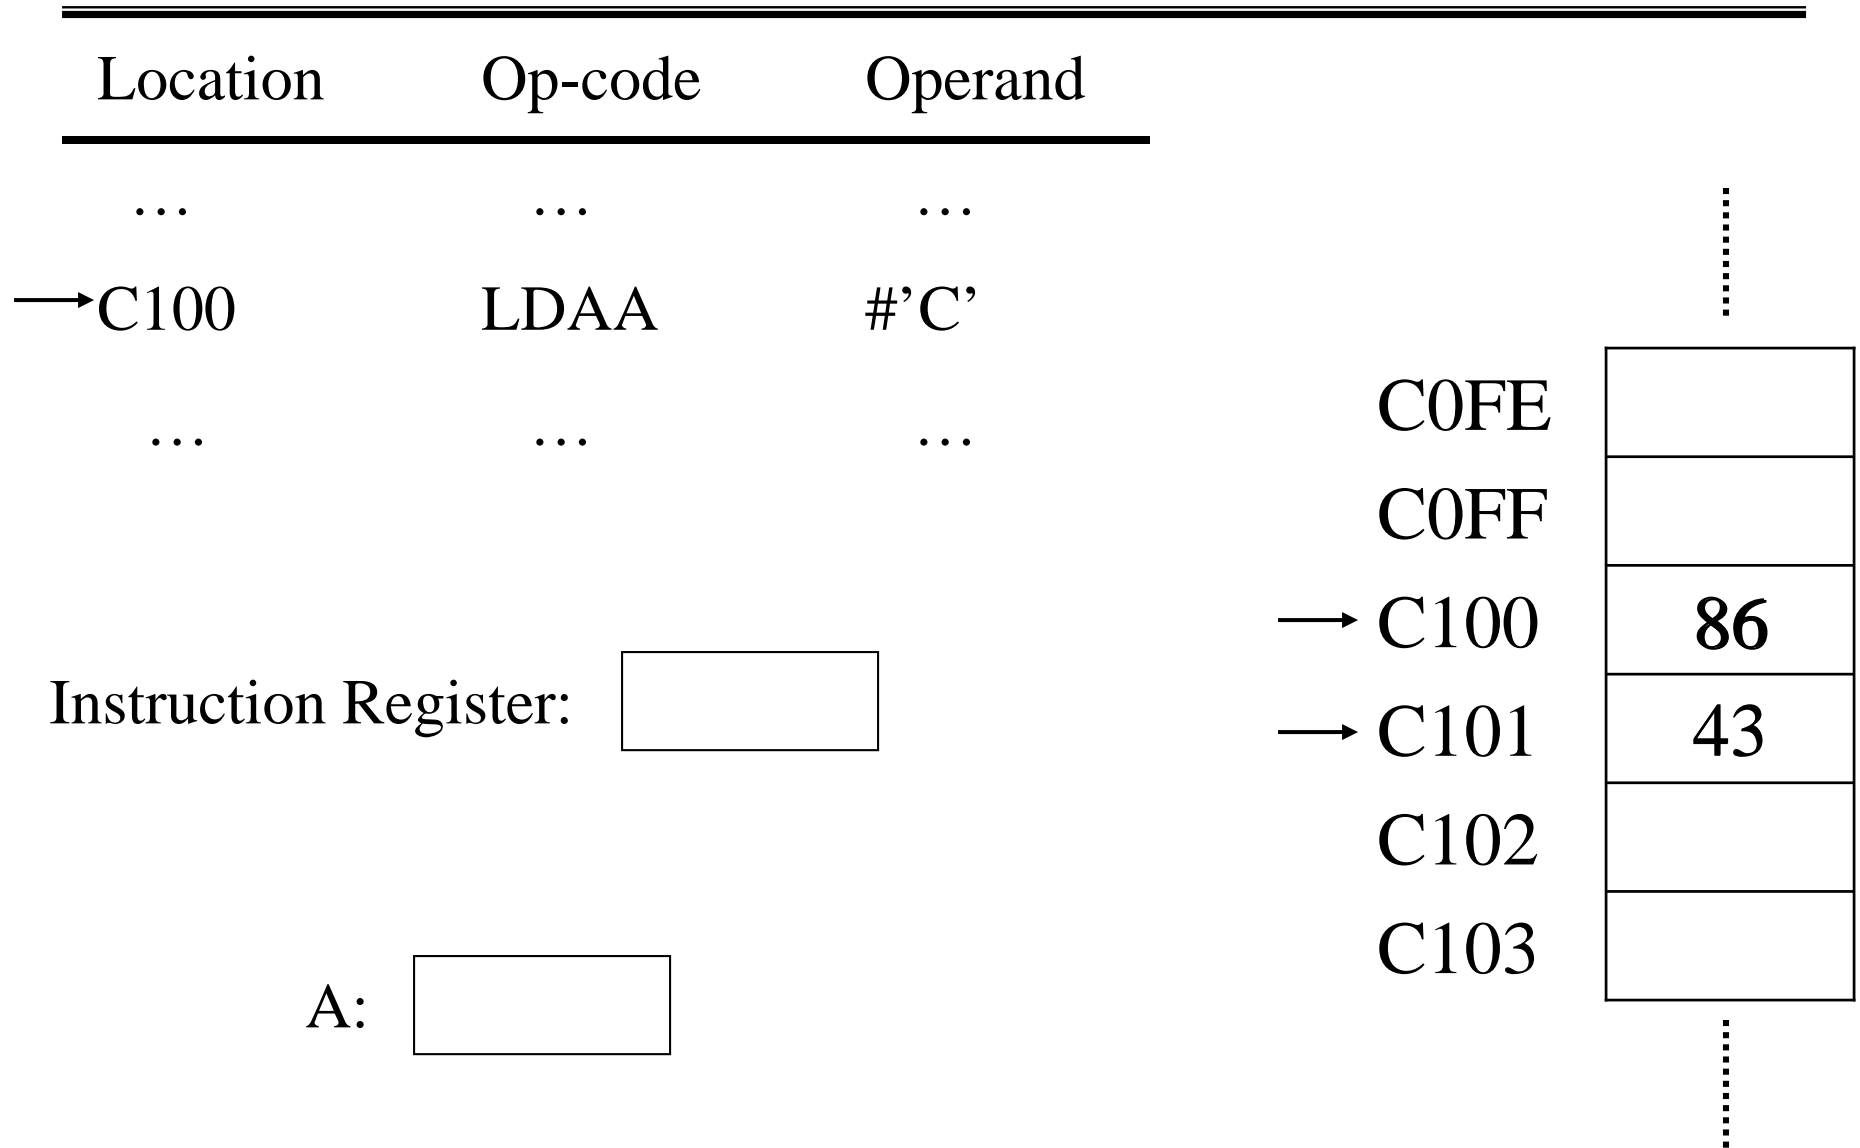 Location Op-code Operand
… … …
C100 LDAA #’C’
… … …
C0FE
C0FF
C100 86
C101 43
C102
C103
Instruction Register:
A: